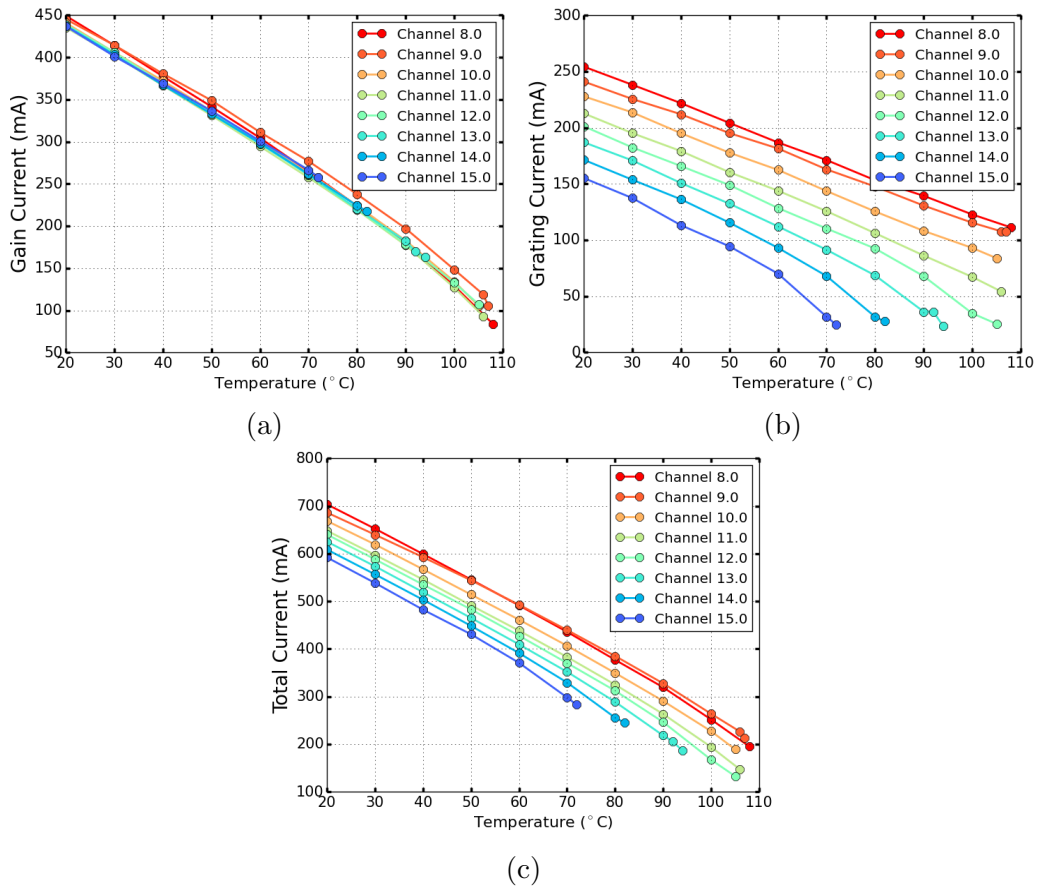 Gain Current (mA)
450
400
350
300
250
200
150
100
50
20 30 40 50 60 70 80 90 100 110
Temperature (°C)
Channel 8.0
Channel 9.0
Channel 10.0
Channel 11.0
Channel 12.0
Channel 13.0
Channel 14.0
Channel 15.0
(a)
Grating Current (mA)
300
250
200
150
100
50
0
20 30 40 50 60 70 80 90 100 110
Temperature (°C)
Channel 8.0
Channel 9.0
Channel 10.0
Channel 11.0
Channel 12.0
Channel 13.0
Channel 14.0
Channel 15.0
(b)
Total Current (mA)
800
700
600
500
400
300
200
100
20 30 40 50 60 70 80 90 100 110
Temperature (°C)
Channel 8.0
Channel 9.0
Channel 10.0
Channel 11.0
Channel 12.0
Channel 13.0
Channel 14.0
Channel 15.0
(c)